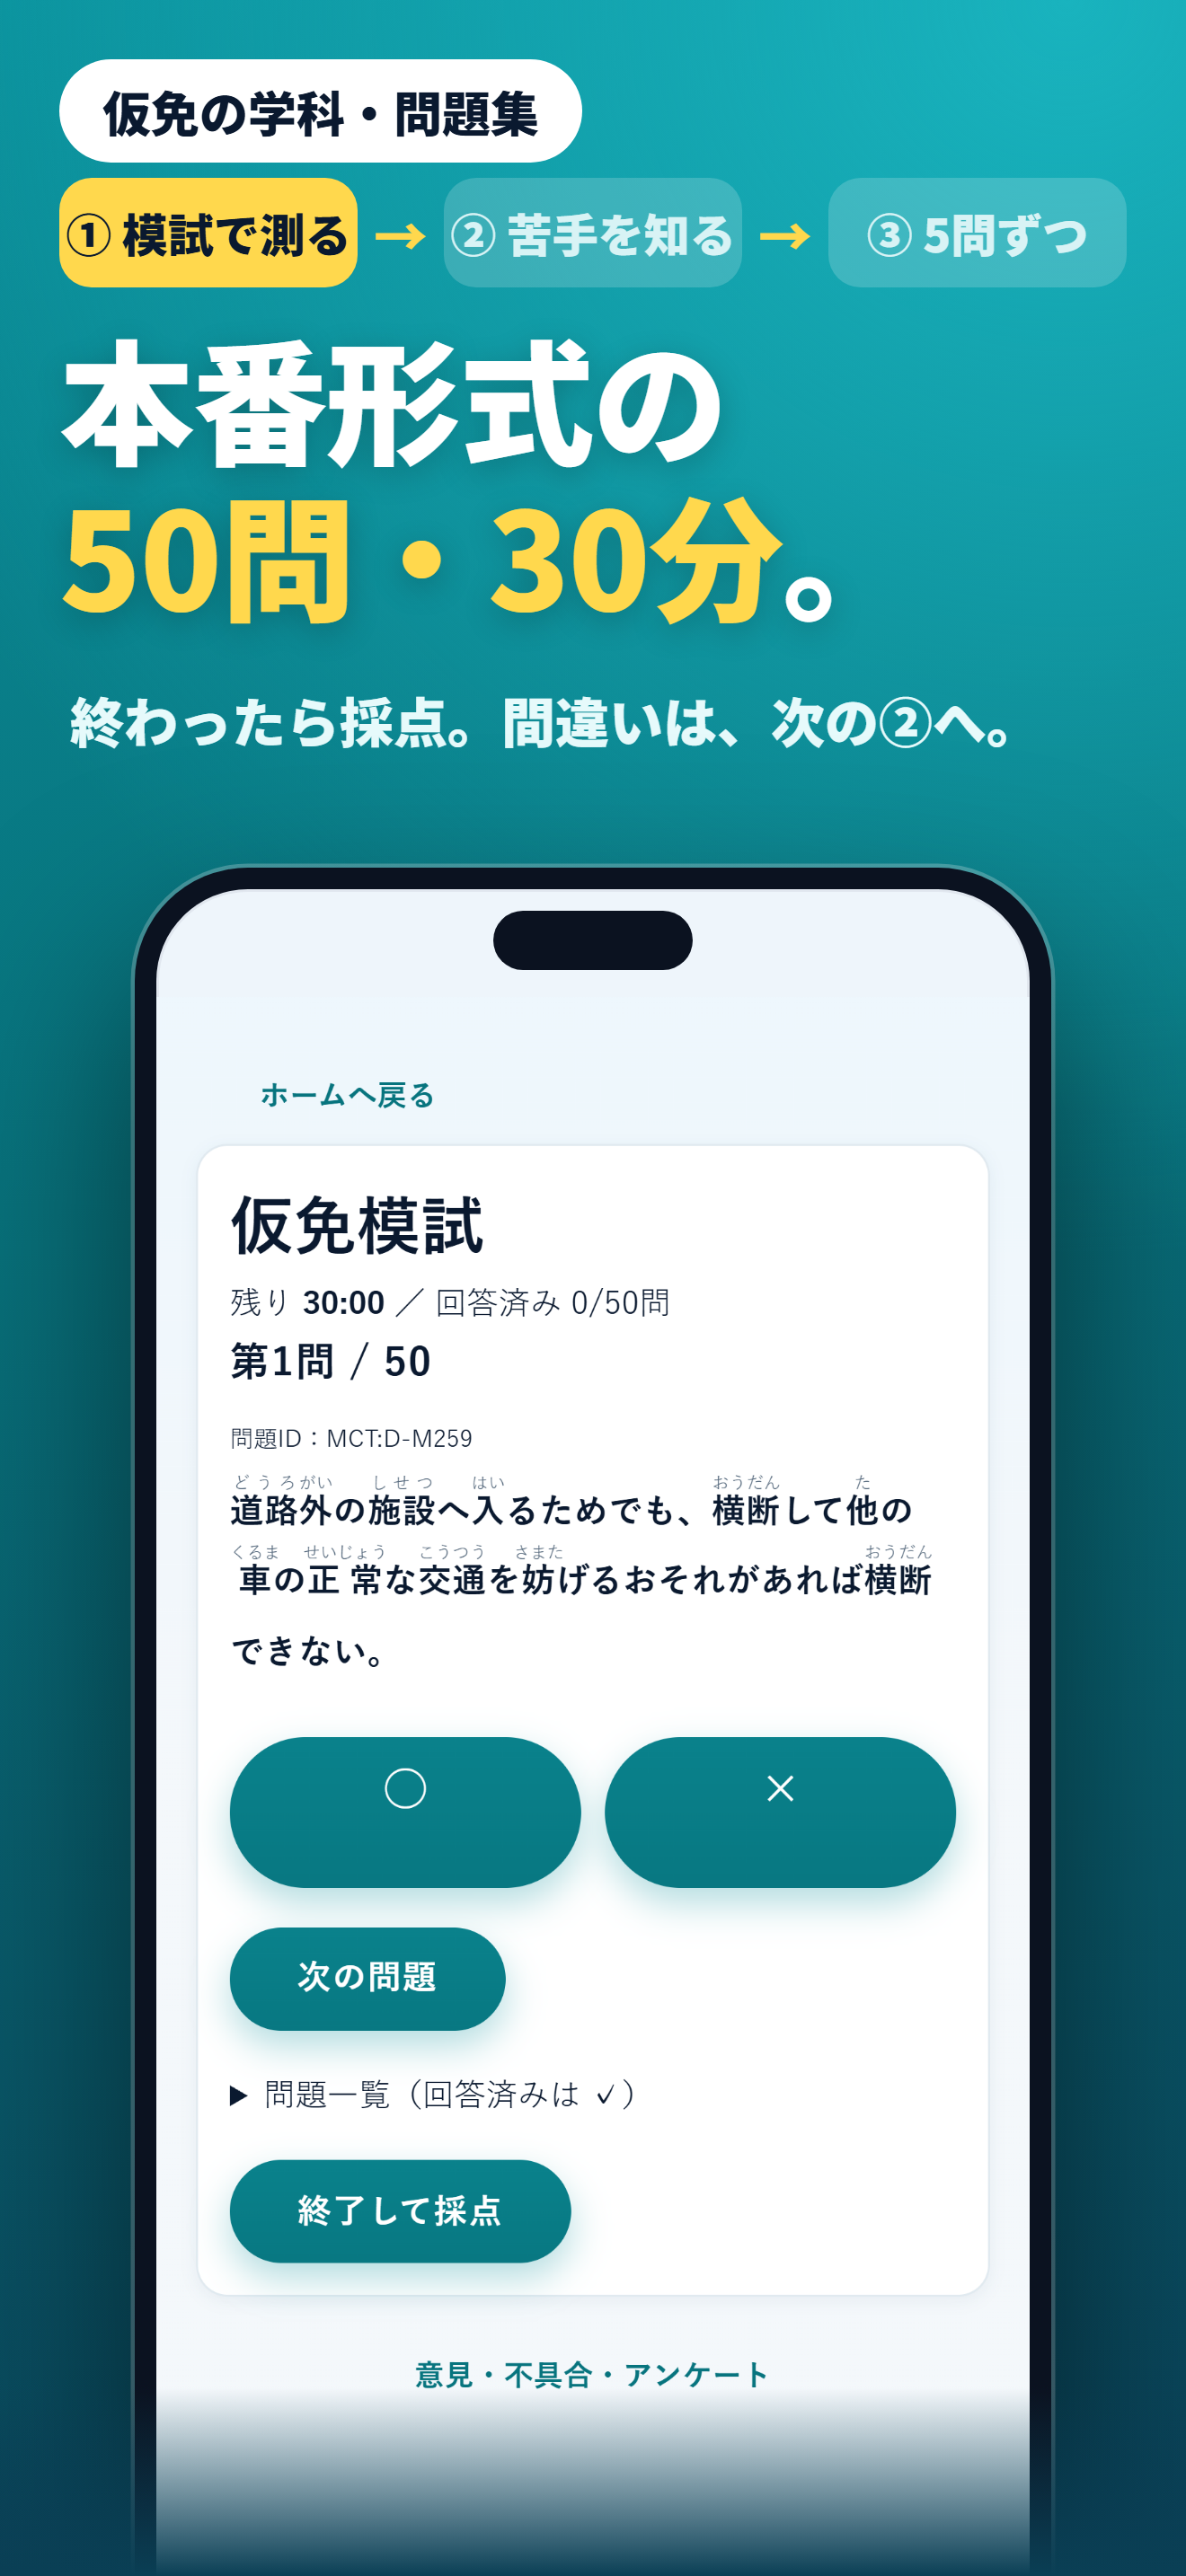 仮免の学科・問題集
① 模試で測る → ② 苦手を知る → ③ 5問ずつ
本番形式の
50問・30分。
終わったら採点。間違いは、次の②へ。
ホームへ戻る
仮免模試
残り 30:00 ／ 回答済み 0/50問
第1問 / 50
問題ID：MCT:D-M259
どうろがい しせつ はい おうだん た
道路外の施設へ入るためでも、横断して他の
くるま せいじょう こうつう さまた おうだん
車の正常な交通を妨げるおそれがあれば横断
できない。
○ ×
次の問題
▶ 問題一覧（回答済みは ✓）
終了して採点
意見・不具合・アンケート